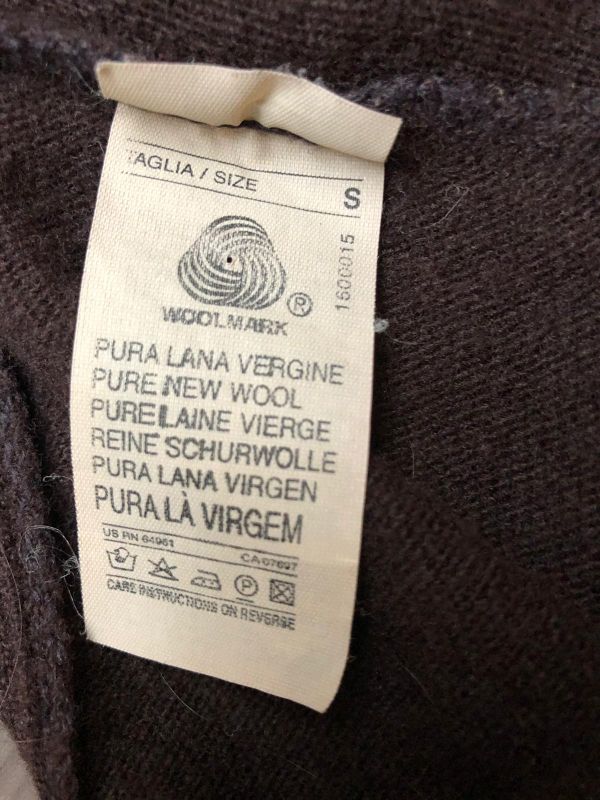 TAGLIA / SIZE
S
1600015
®
WOOLMARK
PURA LANA VERGINE
PURE NEW WOOL
PURE LAINE VIERGE
REINE SCHURWOLLE
PURA LANA VIRGEN
PURA LÀ VIRGEM
US RN 64961
CA 07697
P
CARE INSTRUCTIONS ON REVERSE